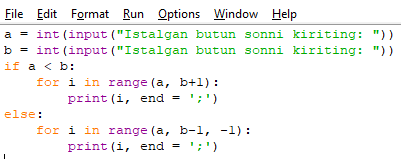 File Edit Format Run Options Window Help
a = int(input("Istalgan butun sonni kiriting: "))
b = int(input("Istalgan butun sonni kiriting: "))
if a < b:
    for i in range(a, b+1):
        print(i, end = ';')
else:
    for i in range(a, b-1, -1):
        print(i, end = ';')